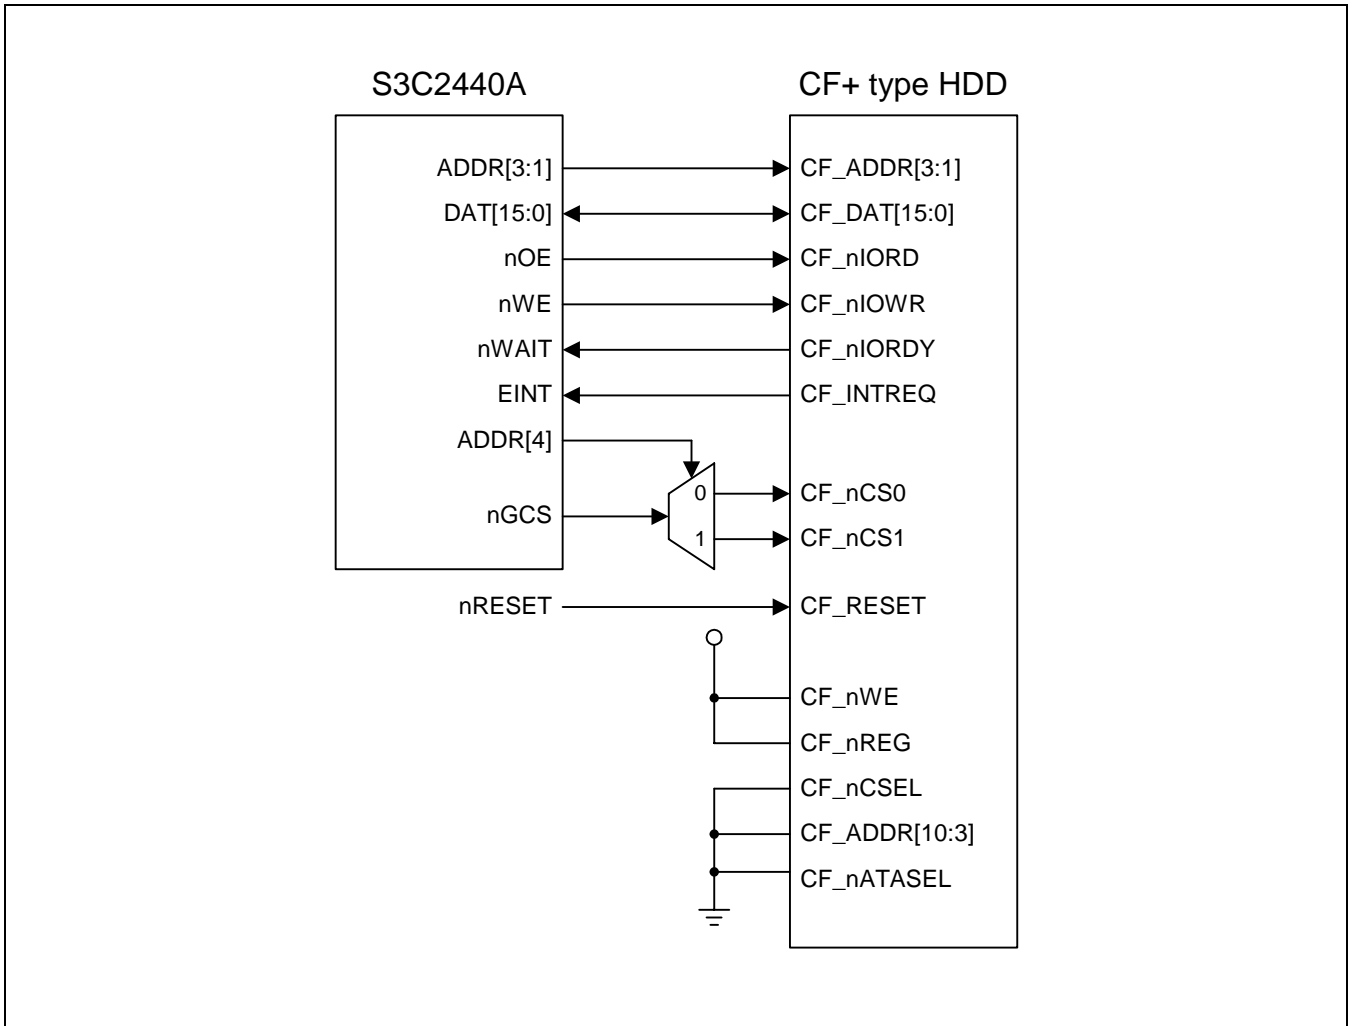 S3C2440A CF+ type HDD
ADDR[3:1] CF_ADDR[3:1]
DAT[15:0] CF_DAT[15:0]
nOE CF_nIORD
nWE CF_nIOWR
nWAIT CF_nIORDY
EINT CF_INTREQ
ADDR[4]
0 CF_nCS0
nGCS
1 CF_nCS1
nRESET CF_RESET
CF_nWE
CF_nREG
CF_nCSEL
CF_ADDR[10:3]
CF_nATASEL